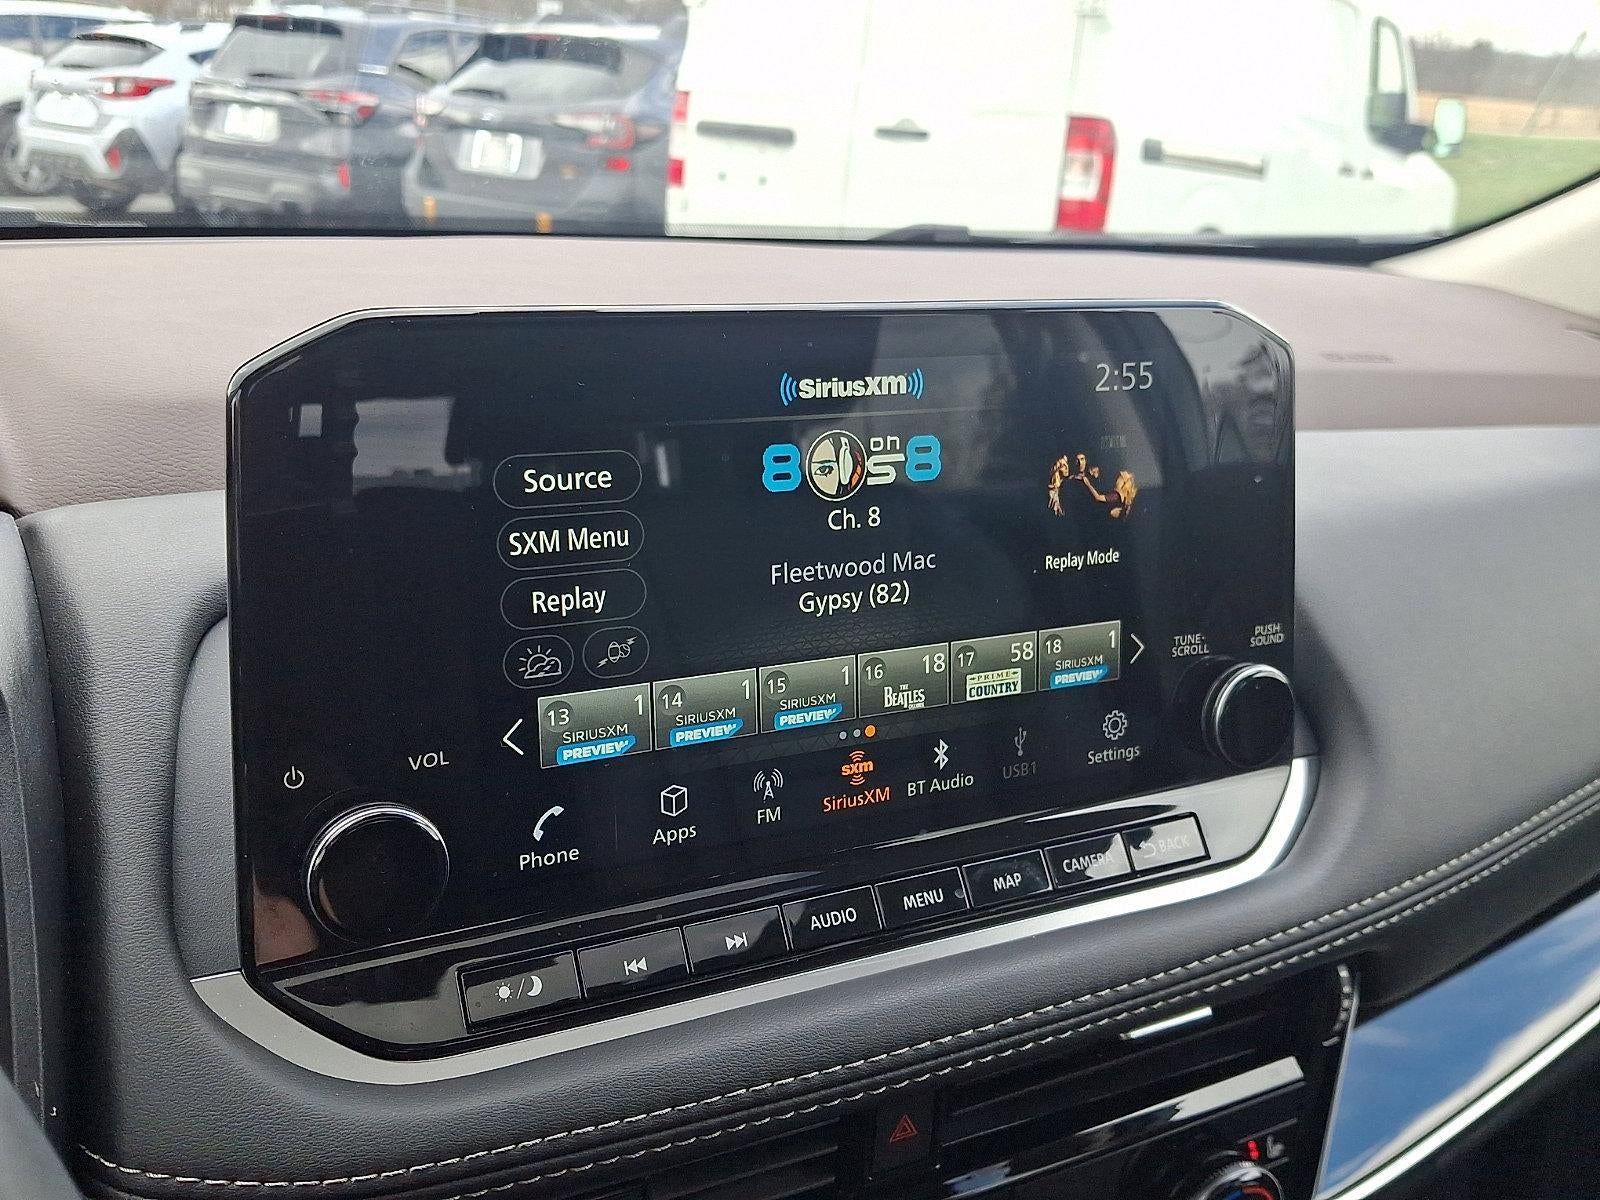 SiriusXM
2:55
8 on 58
Ch. 8
Source
SXM Menu
Replay
Fleetwood Mac
Gypsy (82)
Replay Mode
TUNE·
SCROLL
PUSH
SOUND
13 1
SIRIUSXM
PREVIEW
14 1
SIRIUSXM
PREVIEW
15 1
SIRIUSXM
PREVIEW
16 18
THE
BEATLES
CHANNEL
17 58
PRIME
COUNTRY
18 1
SIRIUSXM
PREVIEW
VOL
Phone
Apps
FM
sxm
SiriusXM
BT Audio
USB1
Settings
AUDIO
MENU
MAP
CAMERA
BACK